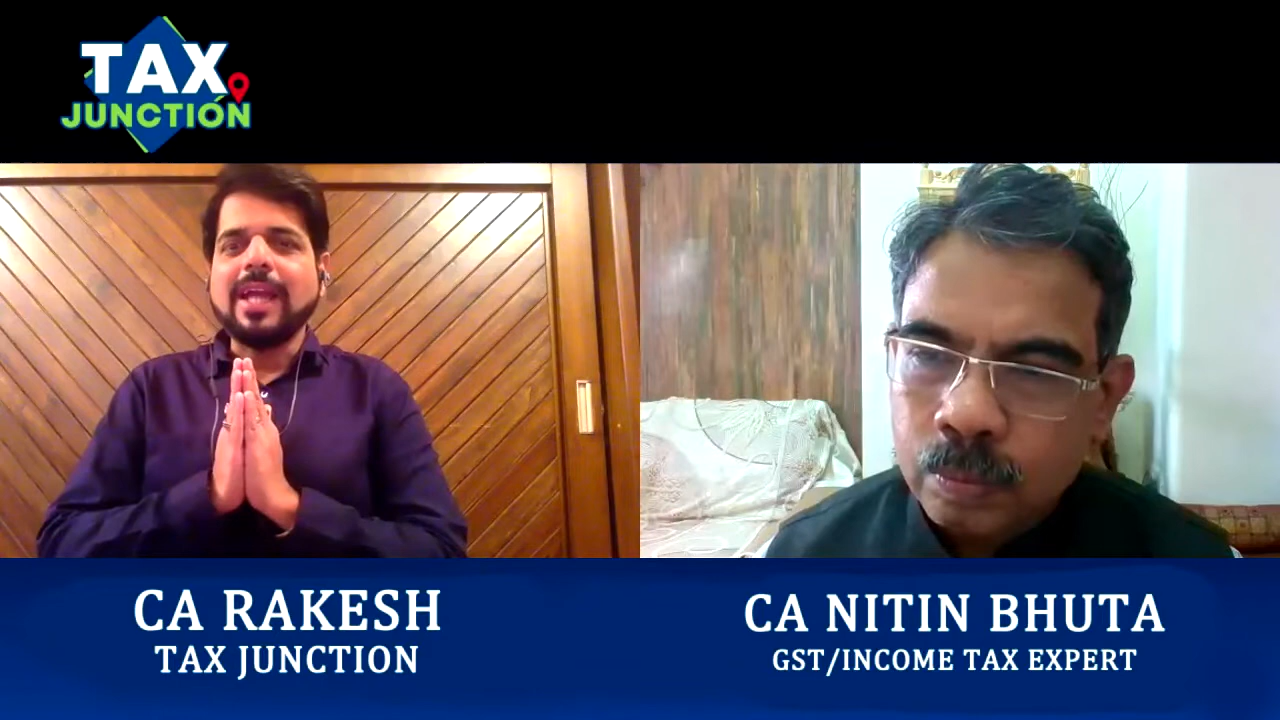 TAX
JUNCTION
CA RAKESH
TAX JUNCTION
CA NITIN BHUTA
GST/INCOME TAX EXPERT